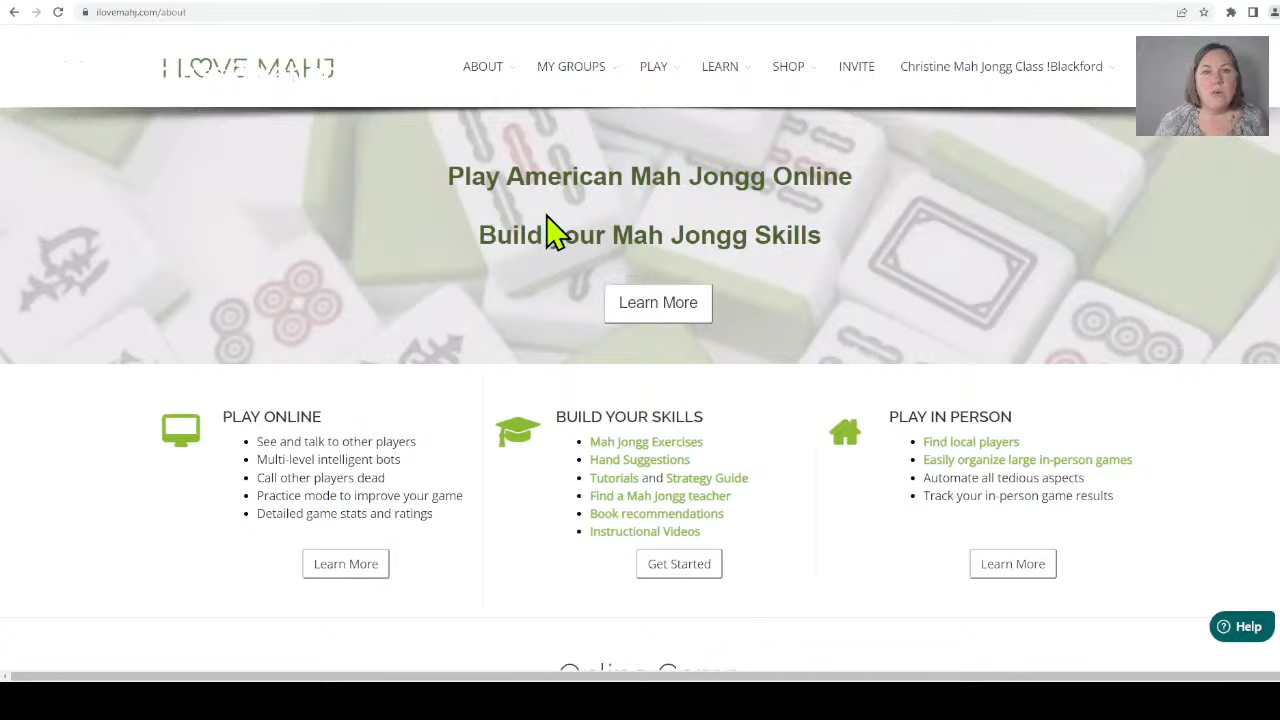 ilovemahj.com/about
I LOVE MAHJ
ABOUT
MY GROUPS
PLAY
LEARN
SHOP
INVITE
Christine Mah Jongg Class !Blackford
Play American Mah Jongg Online
Build your Mah Jongg Skills
Learn More
PLAY ONLINE
See and talk to other players
Multi-level intelligent bots
Call other players dead
Practice mode to improve your game
Detailed game stats and ratings
Learn More
BUILD YOUR SKILLS
Mah Jongg Exercises
Hand Suggestions
Tutorials and Strategy Guide
Find a Mah Jongg teacher
Book recommendations
Instructional Videos
Get Started
PLAY IN PERSON
Find local players
Easily organize large in-person games
Automate all tedious aspects
Track your in-person game results
Learn More
Help